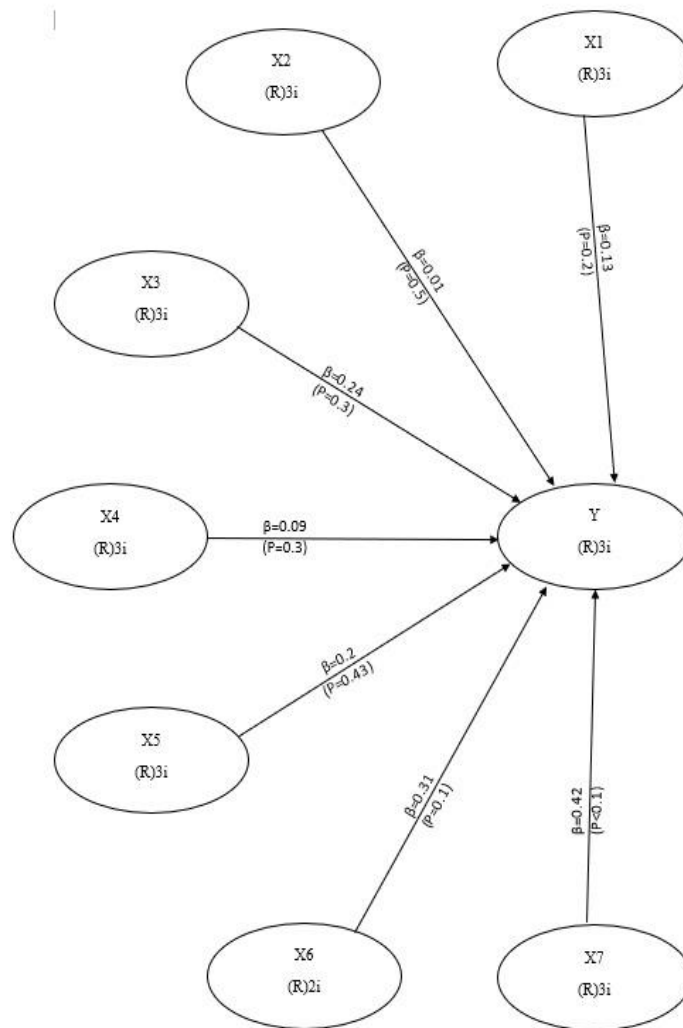 X2
(R)3i
X1
(R)3i
β=0.01
(P=0.5)
β=0.13
(P=0.2)
X3
(R)3i
β=0.24
(P=0.3)
X4
(R)3i
β=0.09
(P=0.3)
Y
(R)3i
β=0.2
(P=0.43)
X5
(R)3i
β=0.31
(P=0.1)
β=0.42
(P<0.1)
X6
(R)2i
X7
(R)3i